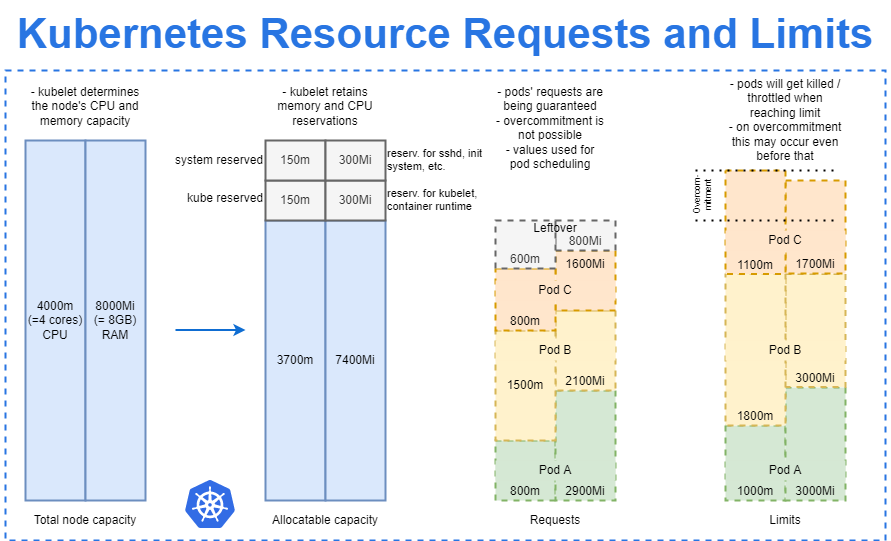 Kubernetes Resource Requests and Limits
- kubelet determines
the node's CPU and
memory capacity
4000m
(=4 cores)
CPU
8000Mi
(= 8GB)
RAM
Total node capacity
- kubelet retains
memory and CPU
reservations
system reserved
150m
300Mi
reserv. for sshd, init
system, etc.
kube reserved
150m
300Mi
reserv. for kubelet,
container runtime
3700m
7400Mi
Allocatable capacity
- pods' requests are
being guaranteed
- overcommitment is
not possible
- values used for
pod scheduling
Leftover
600m
800Mi
1600Mi
Pod C
800m
Pod B
1500m
2100Mi
Pod A
800m
2900Mi
Requests
- pods will get killed /
throttled when
reaching limit
- on overcommitment
this may occur even
before that
Overcom-
mitment
Pod C
1100m
1700Mi
Pod B
3000Mi
1800m
Pod A
1000m
3000Mi
Limits